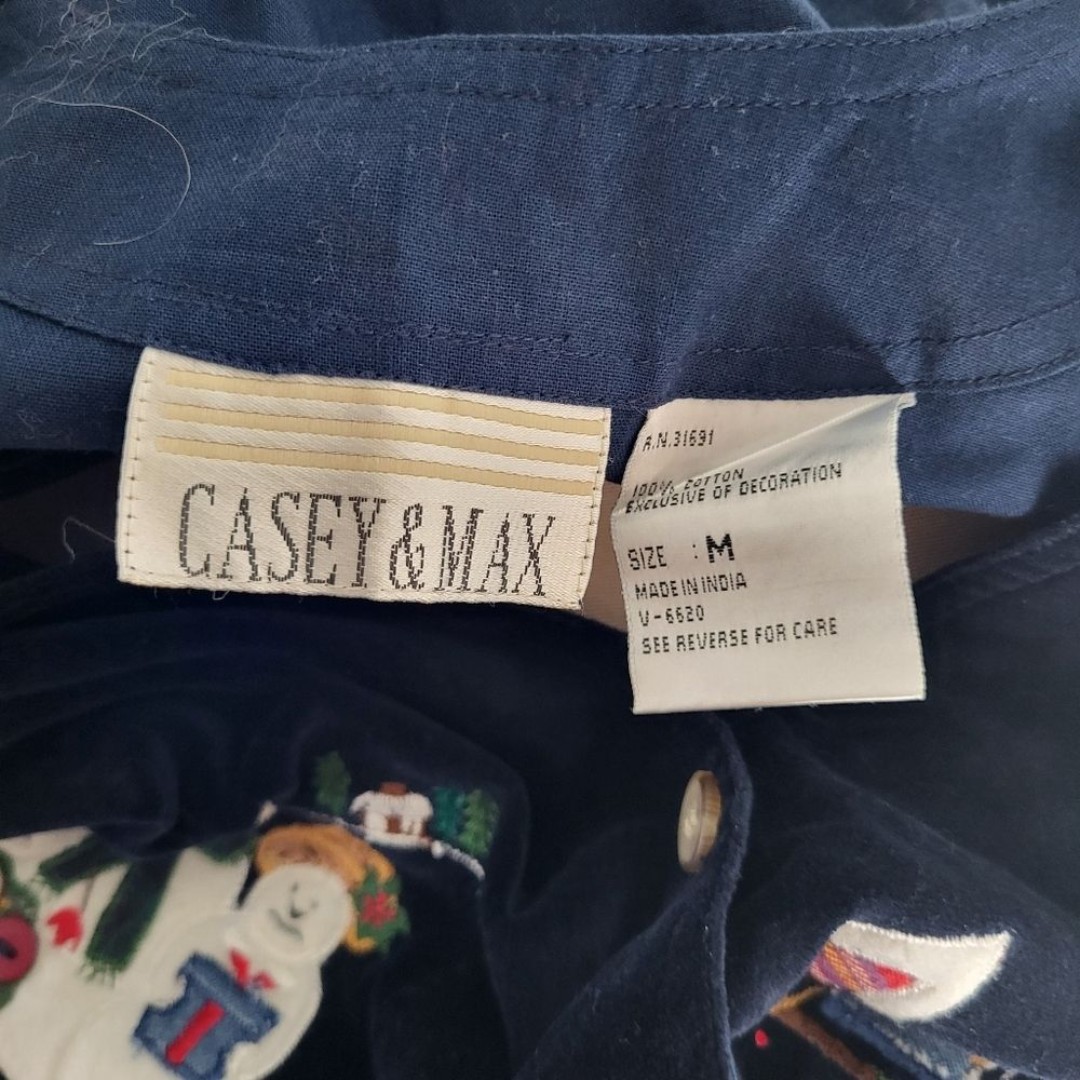 CASEY & MAX
R.N. 31691
100% COTTON
EXCLUSIVE OF DECORATION
SIZE : M
MADE IN INDIA
V-6620
SEE REVERSE FOR CARE